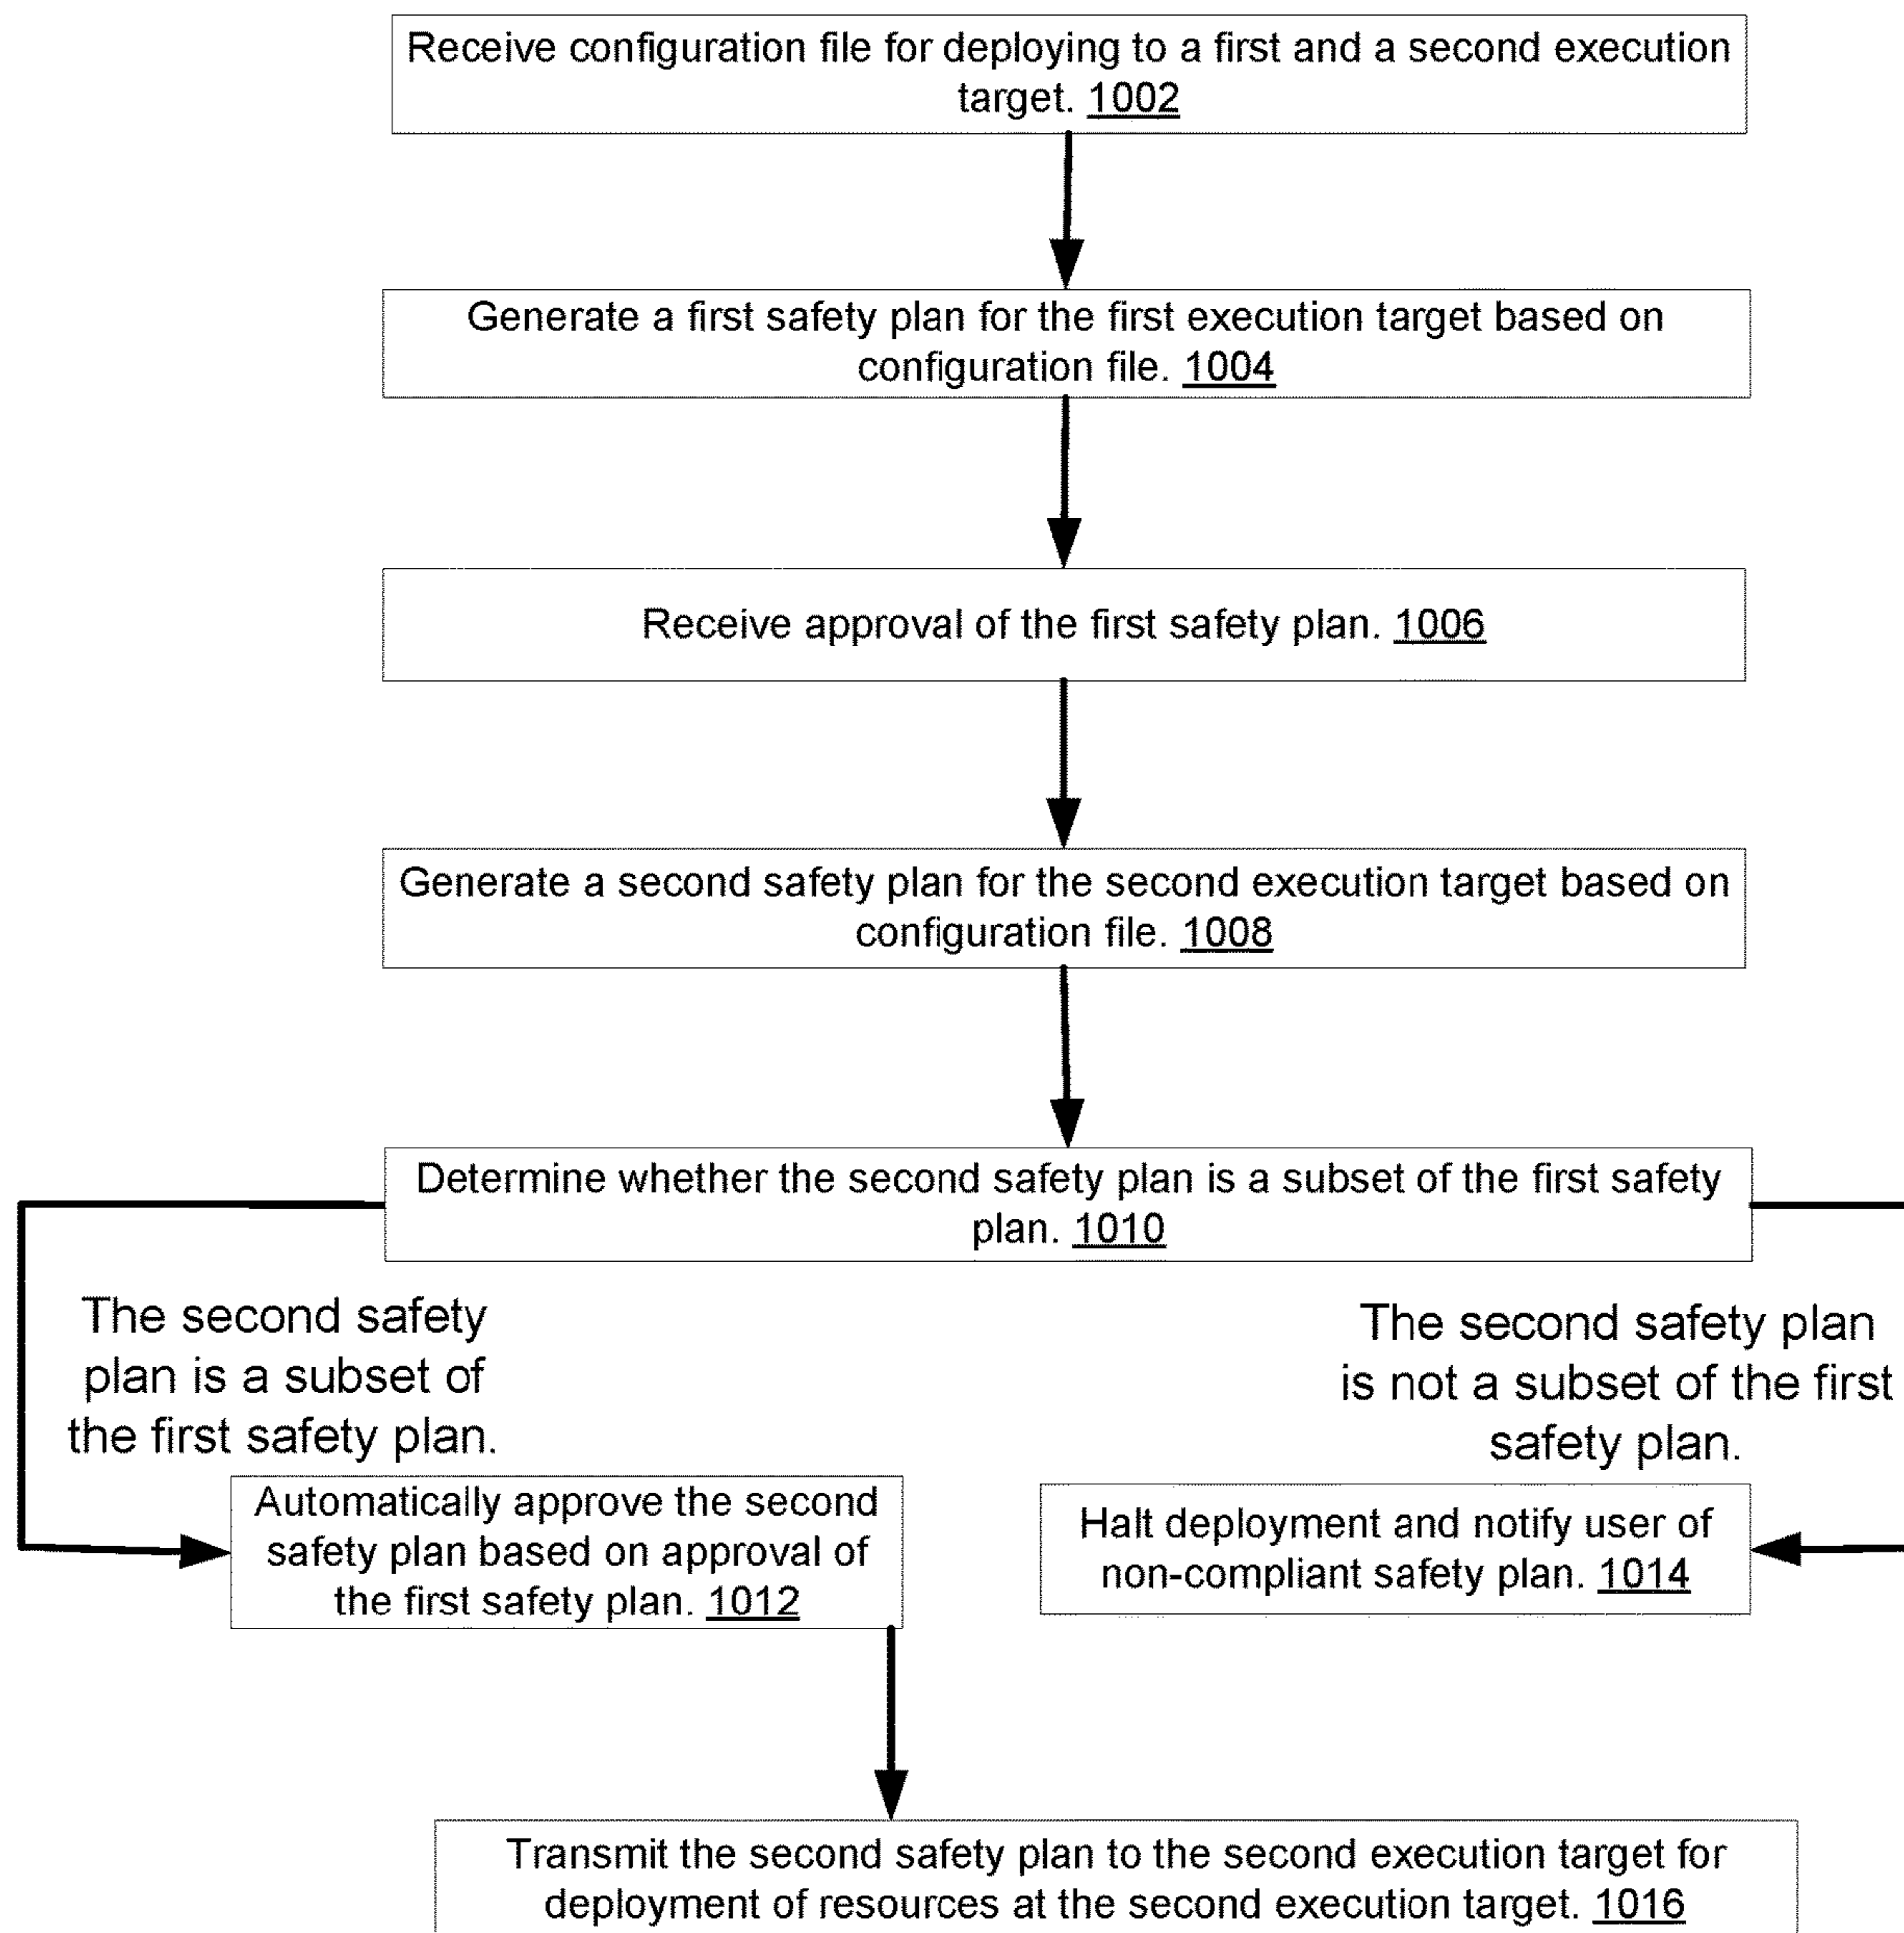 Receive configuration file for deploying to a first and a second execution
target. 1002
Generate a first safety plan for the first execution target based on
configuration file. 1004
Receive approval of the first safety plan. 1006
Generate a second safety plan for the second execution target based on
configuration file. 1008
Determine whether the second safety plan is a subset of the first safety
plan. 1010
The second safety
plan is a subset of
the first safety plan.
The second safety plan
is not a subset of the first
safety plan.
Automatically approve the second
safety plan based on approval of
the first safety plan. 1012
Halt deployment and notify user of
non-compliant safety plan. 1014
Transmit the second safety plan to the second execution target for
deployment of resources at the second execution target. 1016